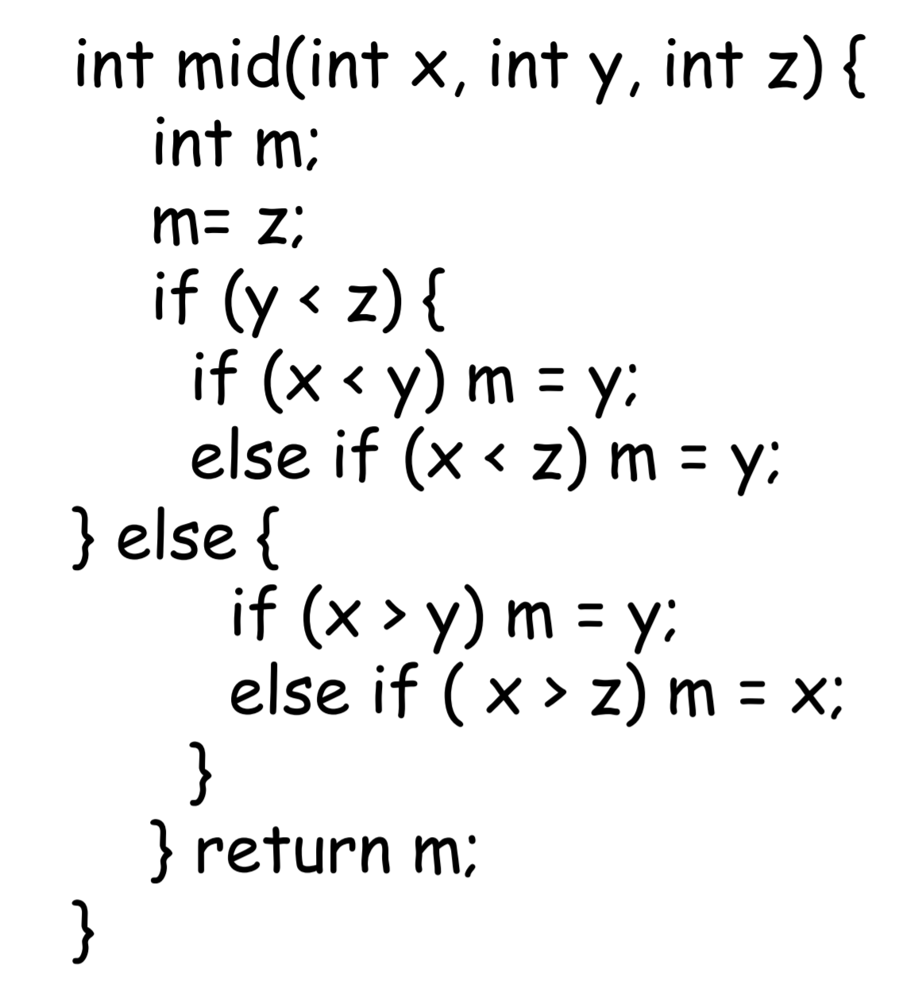 int mid(int x, int y, int z) {
int m;
m= z;
if (y < z) {
if (x < y) m = y;
else if (x < z) m = y;
} else {
if (x > y) m = y;
else if ( x > z) m = x;
}
} return m;
}